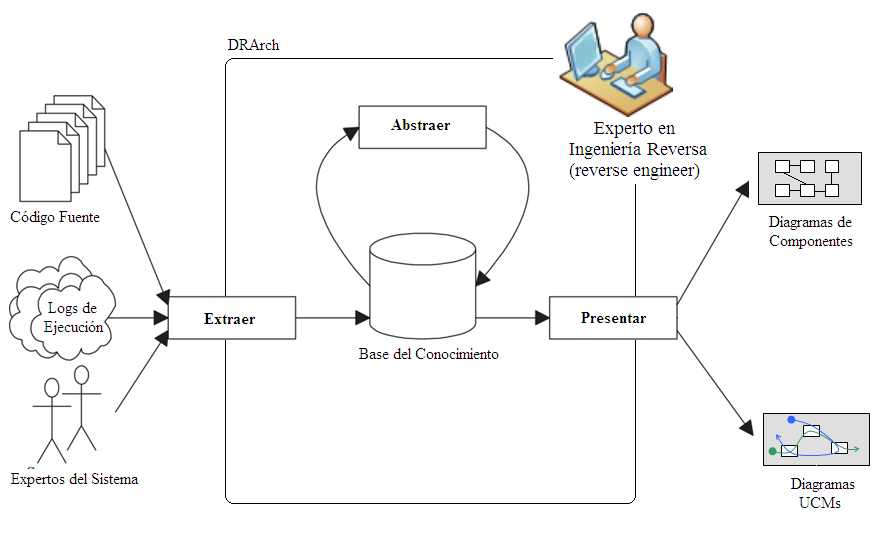 DRArch
Abstraer
Experto en
Ingeniería Reversa
(reverse engineer)
Código Fuente
Diagramas de
Componentes
Logs de
Ejecución
Extraer
Presentar
Base del Conocimiento
Expertos del Sistema
Diagramas
UCMs